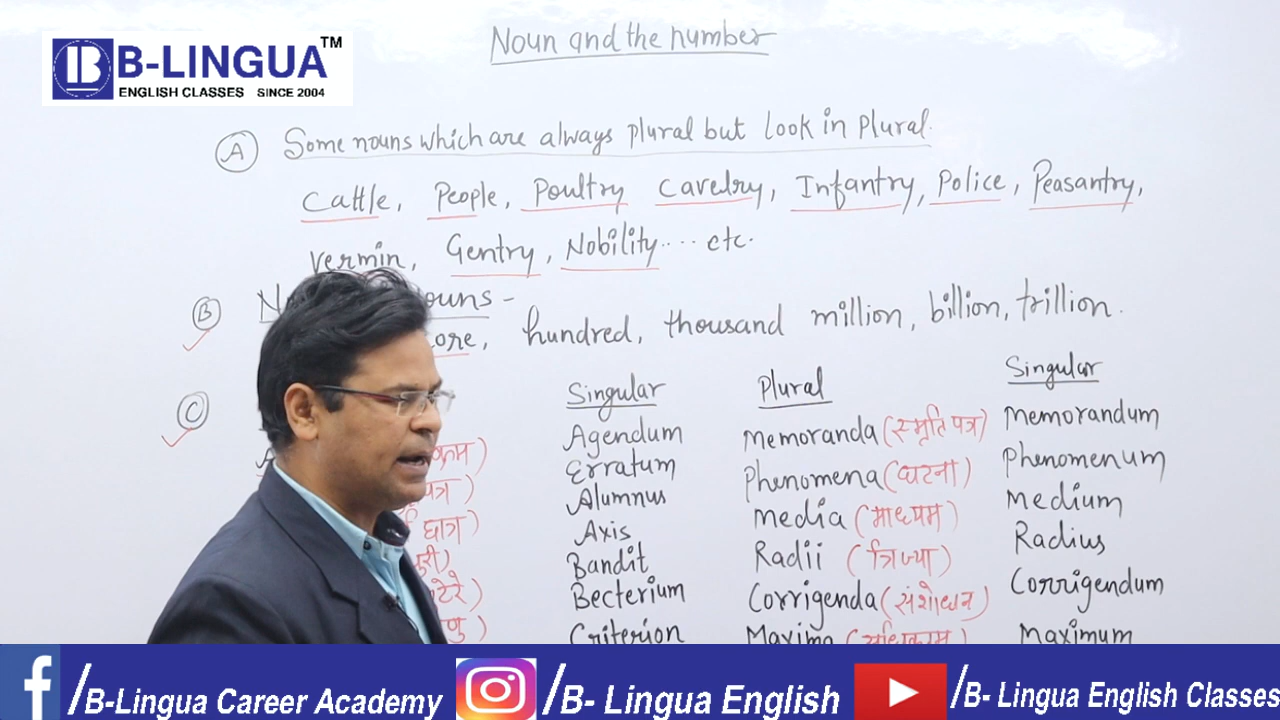 B-LINGUA™
ENGLISH CLASSES SINCE 2004
Noun and the number
(A) Some nouns which are always plural but look in plural.
Cattle, People, Poultry Cavelry, Infantry, Police, Peasantry,
vermin, Gentry, Nobility.... etc.
(B) -
hundred, thousand million, billion, trillion.
(C) Singular Plural Singular
Agendum Memoranda (स्मृति पत्र) Memorandum
Erratum Phenomena (घटना) Phenomenum
Alumnus Media (माध्यम) Medium
छात्र) Axis Radii (त्रिज्या) Radius
Bandit Corrigenda (संशोधन) Corrigendum
Becterium
Criterion Maxima Maximum
/B-Lingua Career Academy /B- Lingua English /B- Lingua English Classes